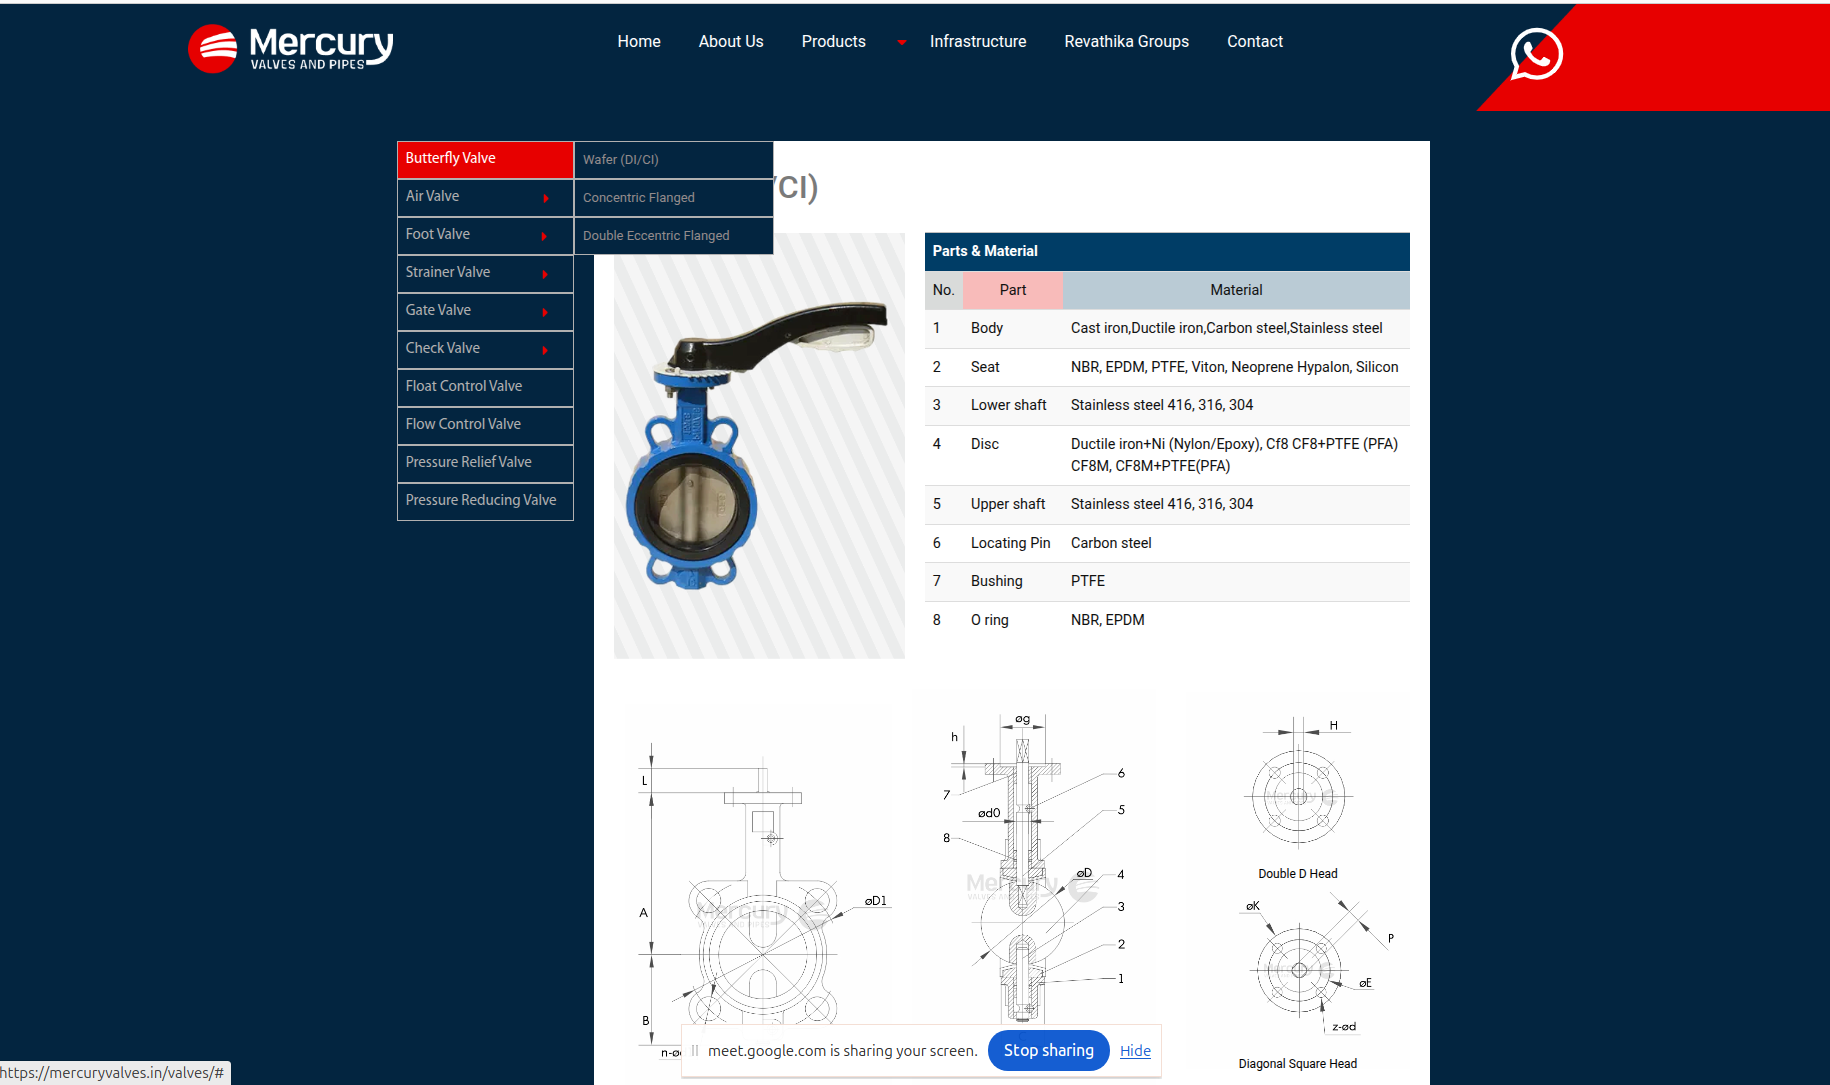 Mercury
VALVES AND PIPES
Home
About Us
Products
Infrastructure
Revathika Groups
Contact
Butterfly Valve
Air Valve
Foot Valve
Strainer Valve
Gate Valve
Check Valve
Float Control Valve
Flow Control Valve
Pressure Relief Valve
Pressure Reducing Valve
Wafer (DI/CI)
Concentric Flanged
Double Eccentric Flanged
/CI)
Parts & Material
No. Part Material
1 Body Cast iron,Ductile iron,Carbon steel,Stainless steel
2 Seat NBR, EPDM, PTFE, Viton, Neoprene Hypalon, Silicon
3 Lower shaft Stainless steel 416, 316, 304
4 Disc Ductile iron+Ni (Nylon/Epoxy), Cf8 CF8+PTFE (PFA)
CF8M, CF8M+PTFE(PFA)
5 Upper shaft Stainless steel 416, 316, 304
6 Locating Pin Carbon steel
7 Bushing PTFE
8 O ring NBR, EPDM
L
A
B
øD1
Mercury
n-ø
øg
h
7
ød0
8
øD
6
5
4
3
2
1
H
Double D Head
øK
P
øE
z-ød
Diagonal Square Head
meet.google.com is sharing your screen.
Stop sharing
Hide
https://mercuryvalves.in/valves/#